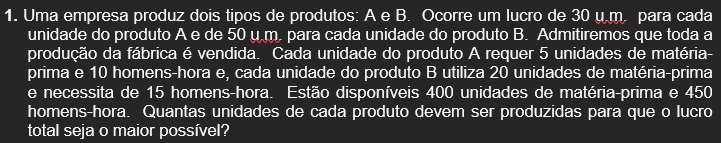 1. Uma empresa produz dois tipos de produtos: A e B. Ocorre um lucro de 30 u.m. para cada
unidade do produto A e de 50 u.m. para cada unidade do produto B. Admitiremos que toda a
produção da fábrica é vendida. Cada unidade do produto A requer 5 unidades de matéria-
prima e 10 homens-hora e, cada unidade do produto B utiliza 20 unidades de matéria-prima
e necessita de 15 homens-hora. Estão disponíveis 400 unidades de matéria-prima e 450
homens-hora. Quantas unidades de cada produto devem ser produzidas para que o lucro
total seja o maior possível?